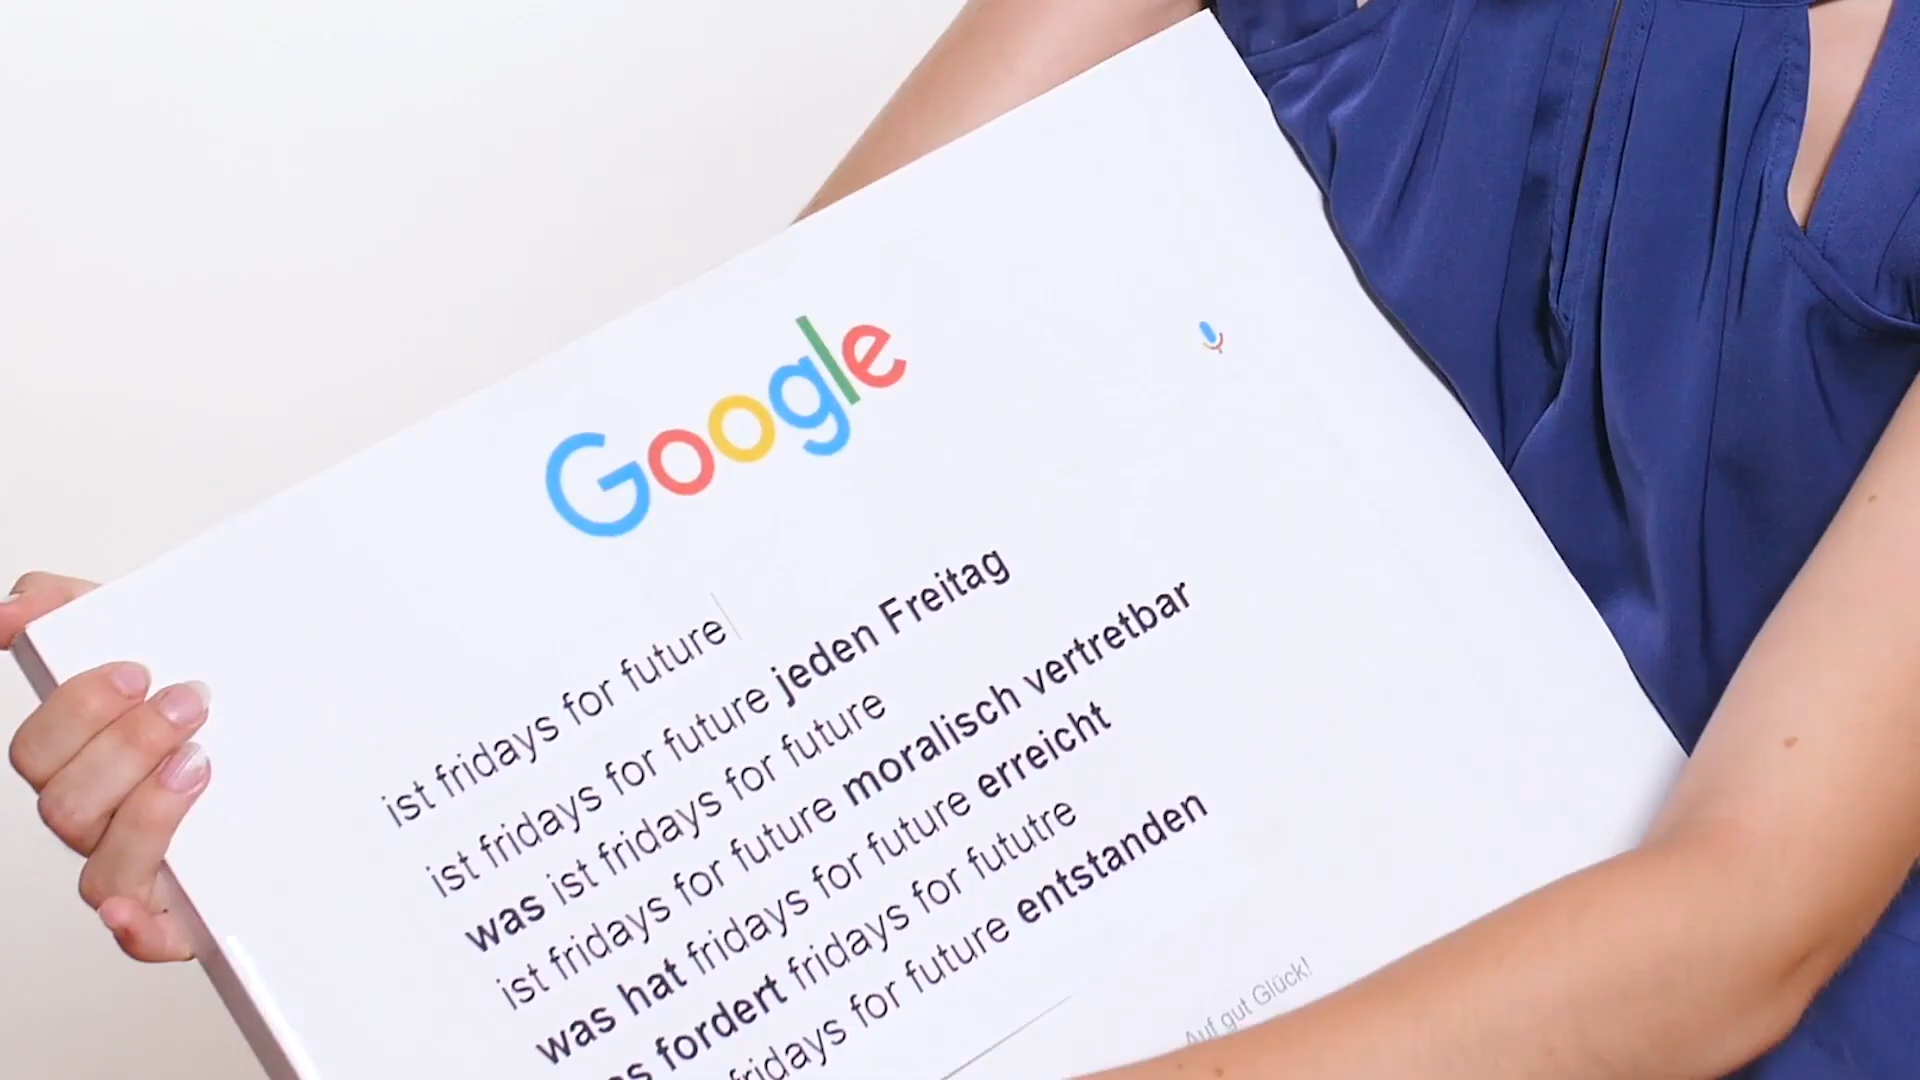 Google
ist fridays for future
ist fridays for future jeden Freitag
was ist fridays for future
ist fridays for future moralisch vertretbar
was hat fridays for future erreicht
fordert fridays for fututre
fridays for future entstanden
Auf gut Glück!